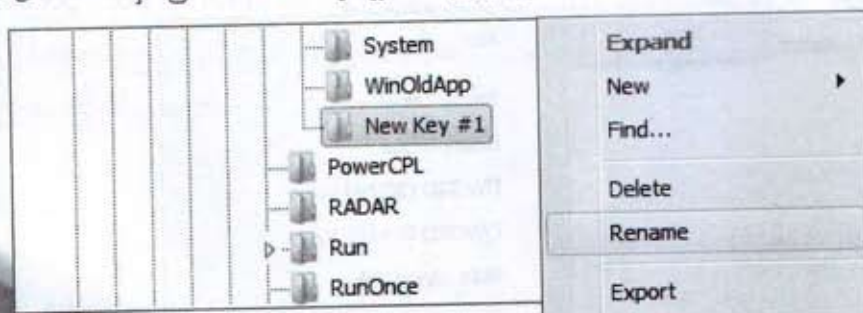 System
WinOldApp
New Key #1
PowerCPL
RADAR
Run
RunOnce
Expand
New
Find...
Delete
Rename
Export